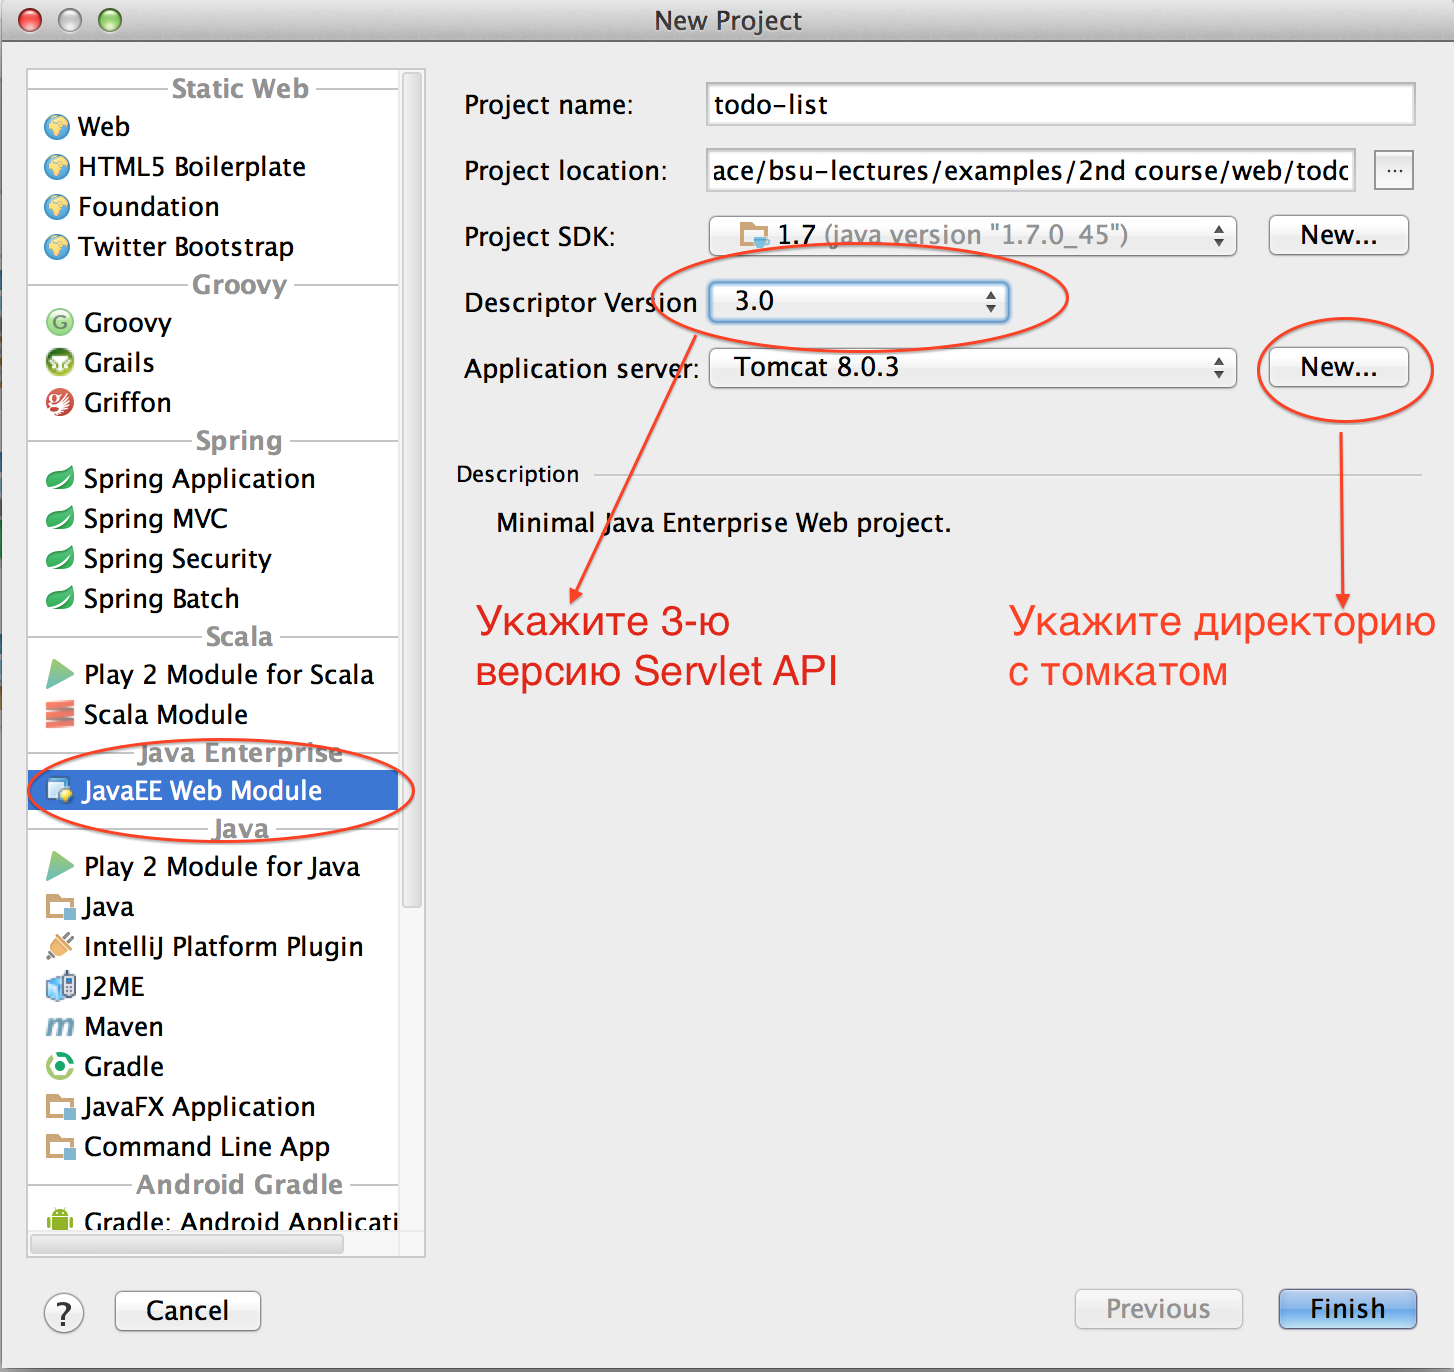 New Project
Static Web
Web
HTML5 Boilerplate
Foundation
Twitter Bootstrap
Groovy
Groovy
Grails
Griffon
Spring
Spring Application
Spring MVC
Spring Security
Spring Batch
Scala
Play 2 Module for Scala
Scala Module
Java Enterprise
JavaEE Web Module
Java
Play 2 Module for Java
Java
IntelliJ Platform Plugin
J2ME
Maven
Gradle
JavaFX Application
Command Line App
Android Gradle
Gradle: Android Applicati
Project name: todo-list
Project location: ace/bsu-lectures/examples/2nd course/web/todo ...
Project SDK: 1.7 (java version "1.7.0_45") New...
Descriptor Version 3.0
Application server: Tomcat 8.0.3 New...
Description
Minimal Java Enterprise Web project.
Укажите 3-ю
версию Servlet API
Укажите директорию
с томкатом
? Cancel Previous Finish